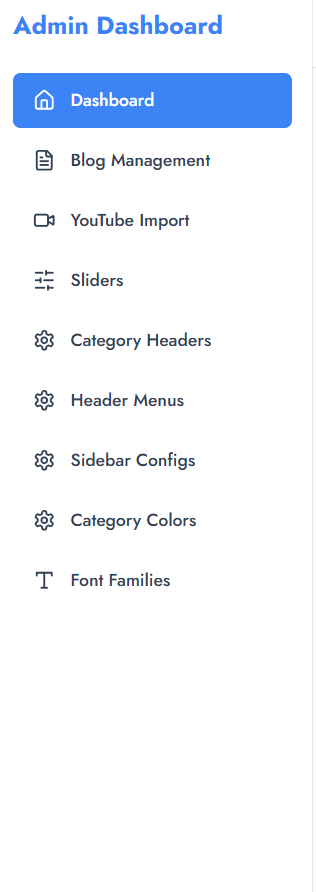 Admin Dashboard
Dashboard
Blog Management
YouTube Import
Sliders
Category Headers
Header Menus
Sidebar Configs
Category Colors
Font Families